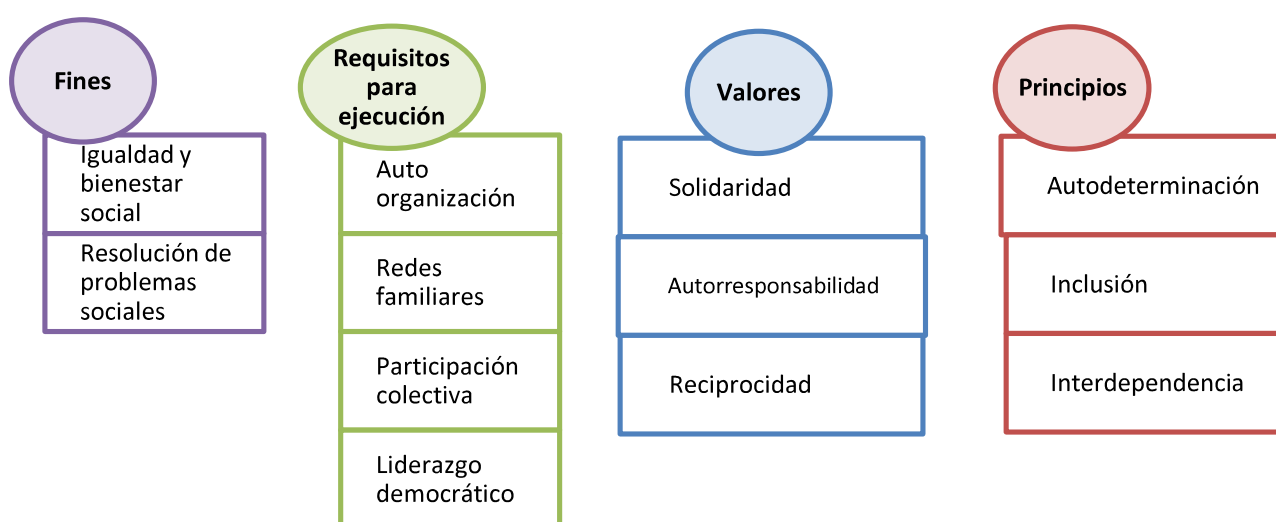 Fines
Igualdad y
bienestar
social
Resolución de
problemas
sociales
Requisitos
para
ejecución
Auto
organización
Redes
familiares
Participación
colectiva
Liderazgo
democrático
Valores
Solidaridad
Autorresponsabilidad
Reciprocidad
Principios
Autodeterminación
Inclusión
Interdependencia